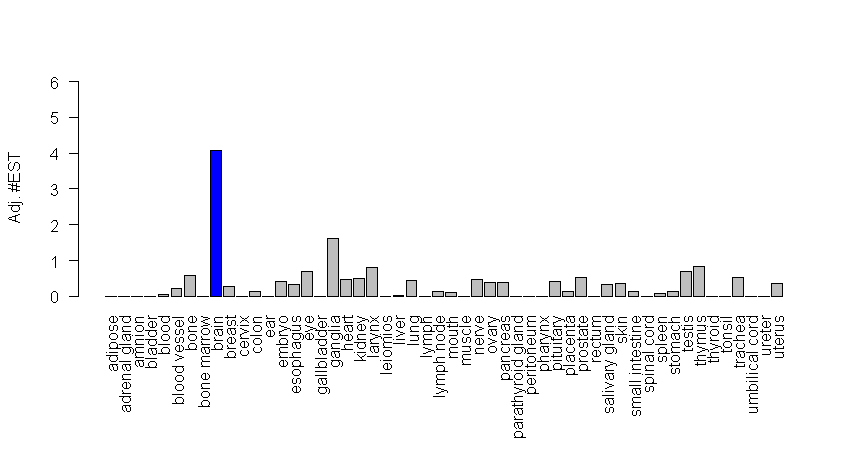 Adj. #EST
6
5
4
3
2
1
0
adipose
adrenal gland
amnion
bladder
blood
blood vessel
bone
bone marrow
brain
breast
cervix
colon
ear
embryo
esophagus
eye
gallbladder
ganglia
heart
kidney
larynx
leiomios
liver
lung
lymph
lymph node
mouth
muscle
nerve
ovary
pancreas
parathyroid gland
peritoneum
pharynx
pituitary
placenta
prostate
rectum
salivary gland
skin
small intestine
spinal cord
spleen
stomach
testis
thymus
thyroid
tonsil
trachea
umbilical cord
ureter
uterus